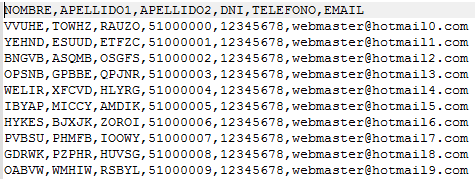 NOMBRE,APELLIDO1,APELLIDO2,DNI,TELEFONO,EMAIL
VVUHE,TOWHZ,RAUZO,51000000,12345678,webmaster@hotmail0.com
YEHND,ESUUD,ETFZC,51000001,12345678,webmaster@hotmail1.com
BNGVB,ASQMB,OSGFS,51000002,12345678,webmaster@hotmail2.com
OPSNB,GPBBE,QPJNR,51000003,12345678,webmaster@hotmail3.com
WELIR,XFCVD,HLYRG,51000004,12345678,webmaster@hotmail4.com
IBYAP,MICCY,AMDIK,51000005,12345678,webmaster@hotmail5.com
HYKES,BJXJK,ZOROI,51000006,12345678,webmaster@hotmail6.com
PVBSU,PHMFB,IOOWY,51000007,12345678,webmaster@hotmail7.com
GDRWK,PZPHR,HUVSG,51000008,12345678,webmaster@hotmail8.com
OABVW,WMHIW,RSBYL,51000009,12345678,webmaster@hotmail9.com